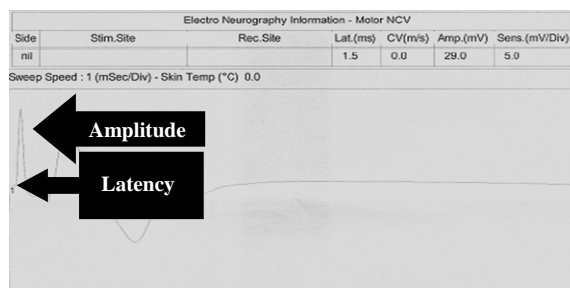 Electro Neurography Information - Motor NCV
Side Stim.Site Rec.Site Lat.(ms) CV(m/s) Amp.(mV) Sens.(mV/Div)
nil 1.5 0.0 29.0 5.0
Sweep Speed : 1 (mSec/Div) - Skin Temp (°C) 0.0
Amplitude
Latency
1